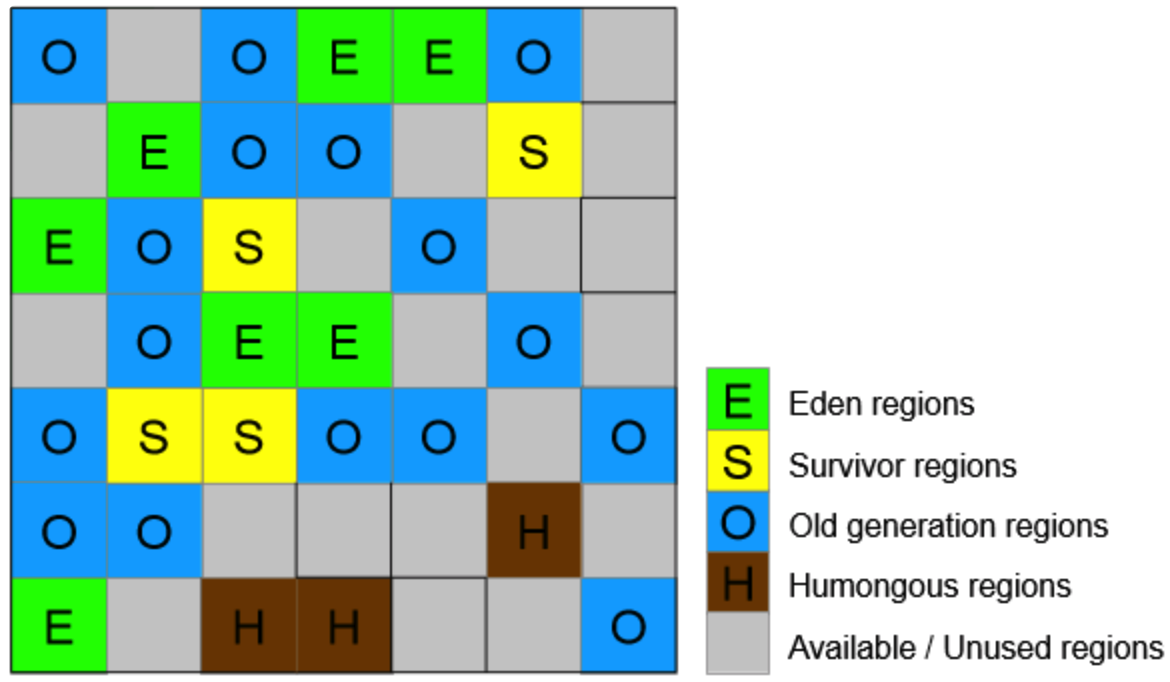 O O E E O
E O O S
E O S O
O E E O
O S S O O O
O O H
E H H O
E Eden regions
S Survivor regions
O Old generation regions
H Humongous regions
Available / Unused regions